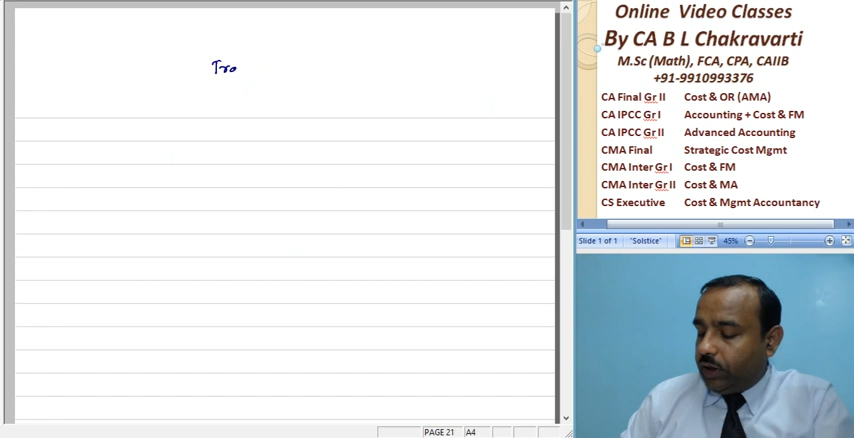 Online Video Classes
By CA B L Chakravarti
M.Sc (Math), FCA, CPA, CAIIB
+91-9910993376
Tra
CA Final Gr II Cost & OR (AMA)
CA IPCC Gr I Accounting + Cost & FM
CA IPCC Gr II Advanced Accounting
CMA Final Strategic Cost Mgmt
CMA Inter Gr I Cost & FM
CMA Inter Gr II Cost & MA
CS Executive Cost & Mgmt Accountancy
Slide 1 of 1 "Solstice" 45%
PAGE 21 A4